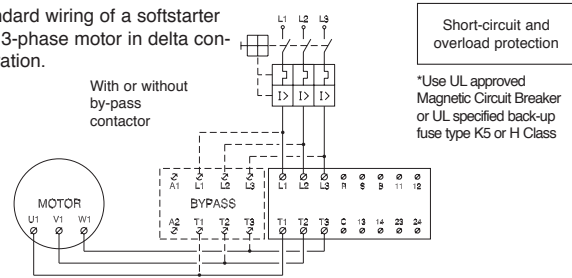 ndard wiring of a softstarter
3-phase motor in delta con-
ration.
With or without
by-pass
contactor
L1 L2 L3
I> I> I>
Short-circuit and
overload protection
*Use UL approved
Magnetic Circuit Breaker
or UL specified back-up
fuse type K5 or H Class
MOTOR
U1 V1 W1
A1 L1 L2 L3
BYPASS
A2 T1 T2 T3
L1 L2 L3 R S B 11 12
T1 T2 T3 C 13 14 23 24